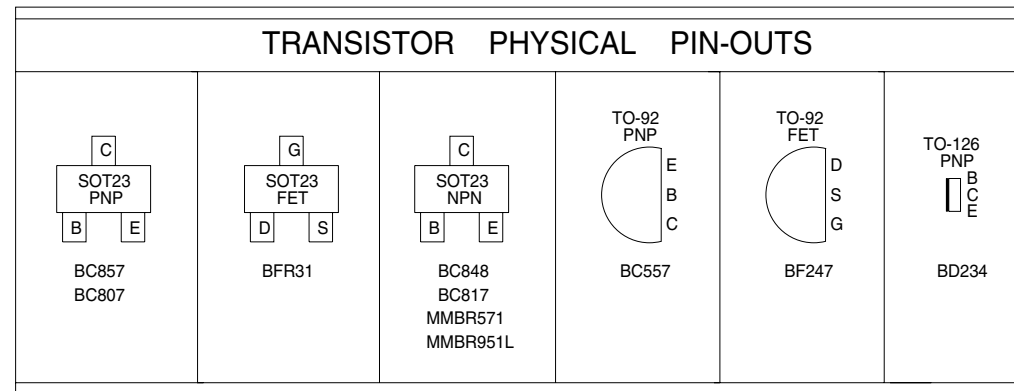 TRANSISTOR PHYSICAL PIN-OUTS
C
SOT23
PNP
B E
BC857
BC807
G
SOT23
FET
D S
BFR31
C
SOT23
NPN
B E
BC848
BC817
MMBR571
MMBR951L
TO-92
PNP
E
B
C
BC557
TO-92
FET
D
S
G
BF247
TO-126
PNP
B
C
E
BD234